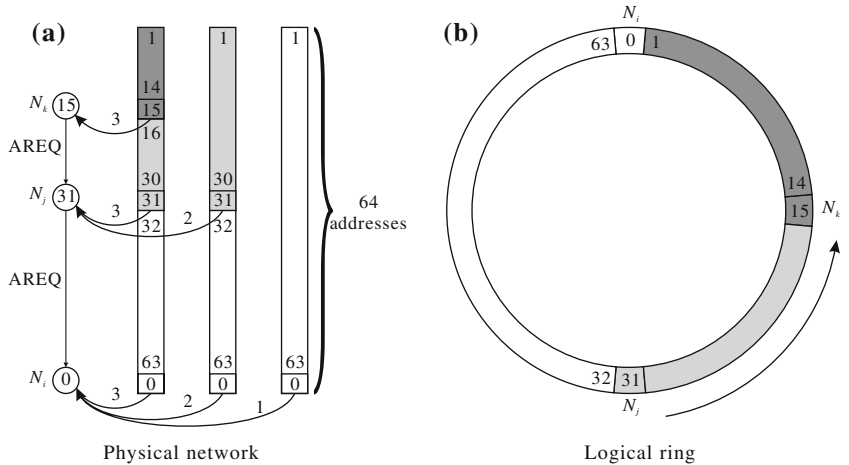 (a)
1 1 1
14
N_k 15 3 15
16
AREQ
30 30
N_j 31 3 31 2 31
32 32
64
addresses
AREQ
63 63 63
N_i 0 3 0 2 0 1 0
Physical network
(b)
N_i
63 0 1
14
15 N_k
32 31
N_j
Logical ring